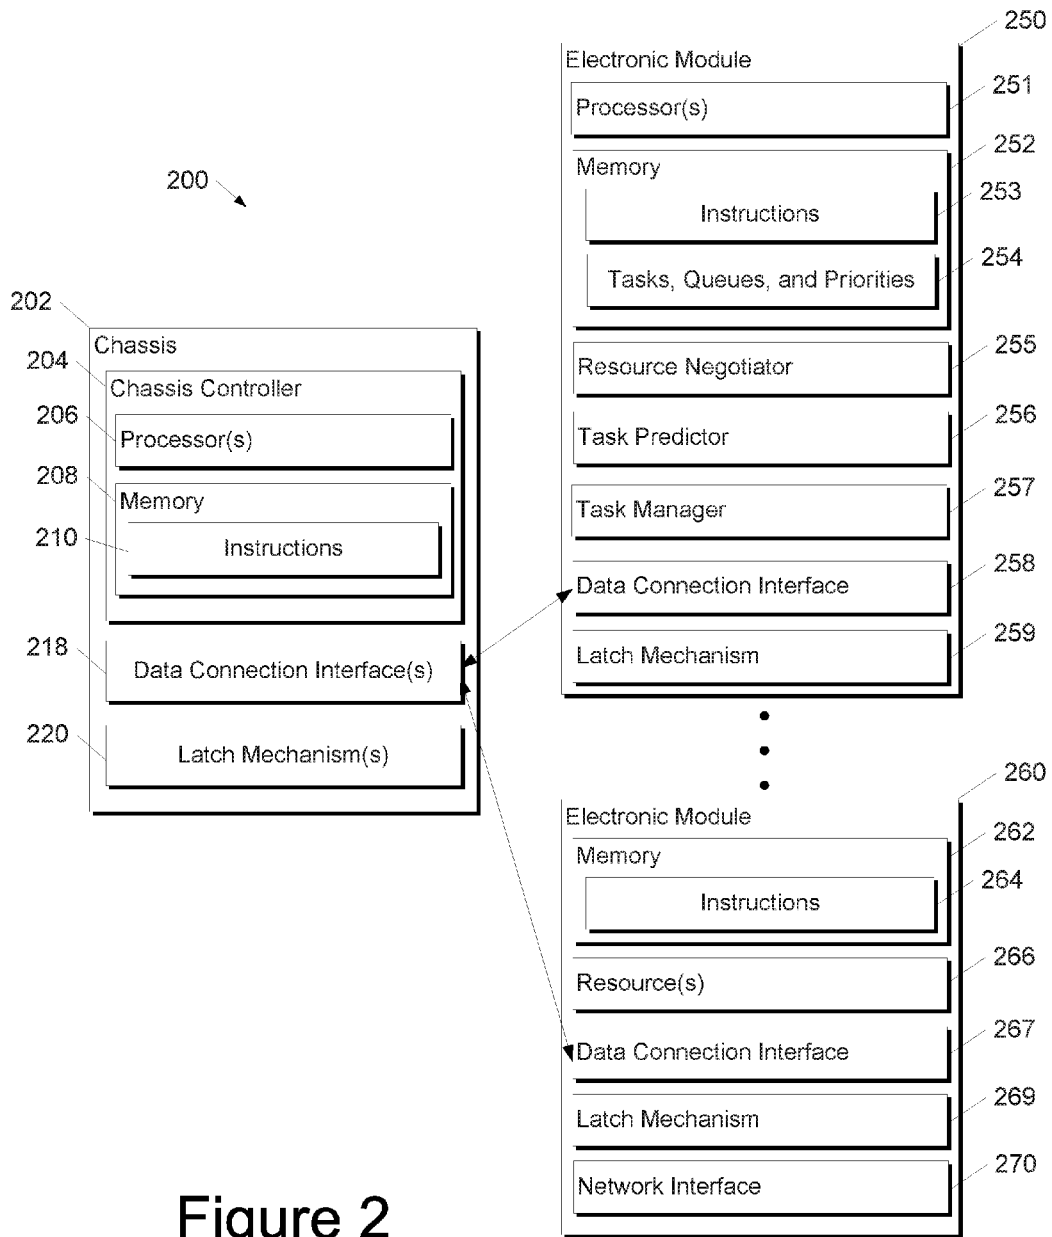 200
202
Chassis
204
Chassis Controller
206
Processor(s)
208
Memory
210
Instructions
218
Data Connection Interface(s)
220
Latch Mechanism(s)
250
Electronic Module
251
Processor(s)
252
Memory
253
Instructions
254
Tasks, Queues, and Priorities
255
Resource Negotiator
256
Task Predictor
257
Task Manager
258
Data Connection Interface
259
Latch Mechanism
260
Electronic Module
262
Memory
264
Instructions
266
Resource(s)
267
Data Connection Interface
269
Latch Mechanism
270
Network Interface
Figure 2